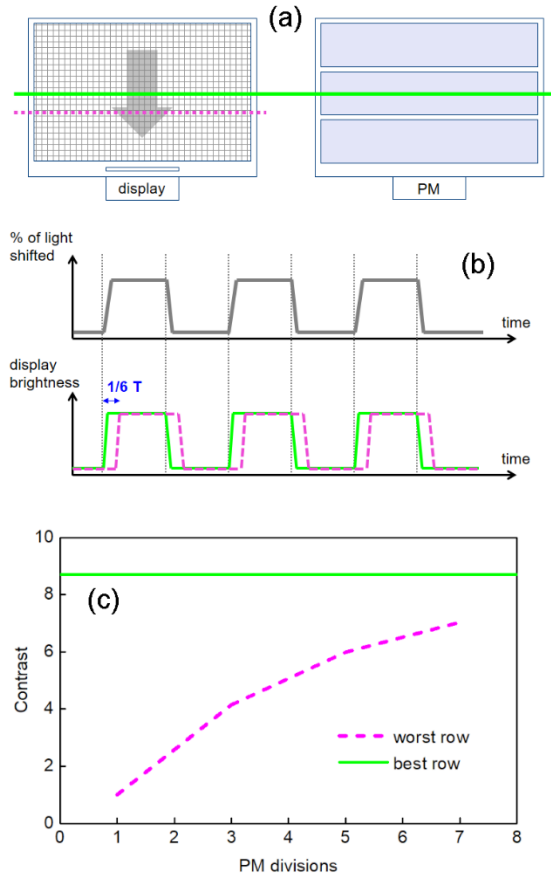 (a)
display
PM
% of light
shifted
(b)
time
display
brightness
1/6 T
time
10
8
6
4
2
0
(c)
Contrast
worst row
best row
0 1 2 3 4 5 6 7 8
PM divisions